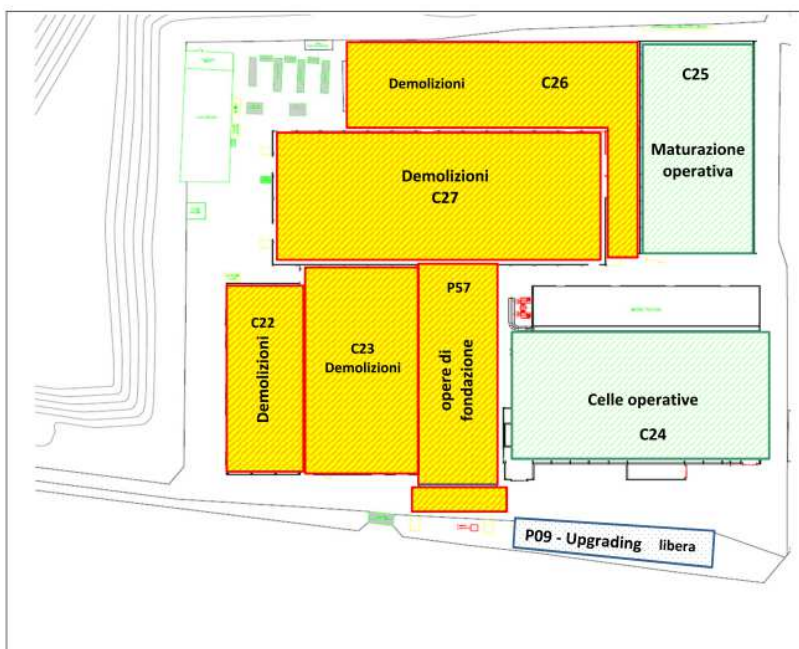 Demolizioni C26
C25
Maturazione
operativa
Demolizioni
C27
P57
C22
Demolizioni
C23
Demolizioni
opere di
fondazione
Celle operative
C24
P09 - Upgrading libera